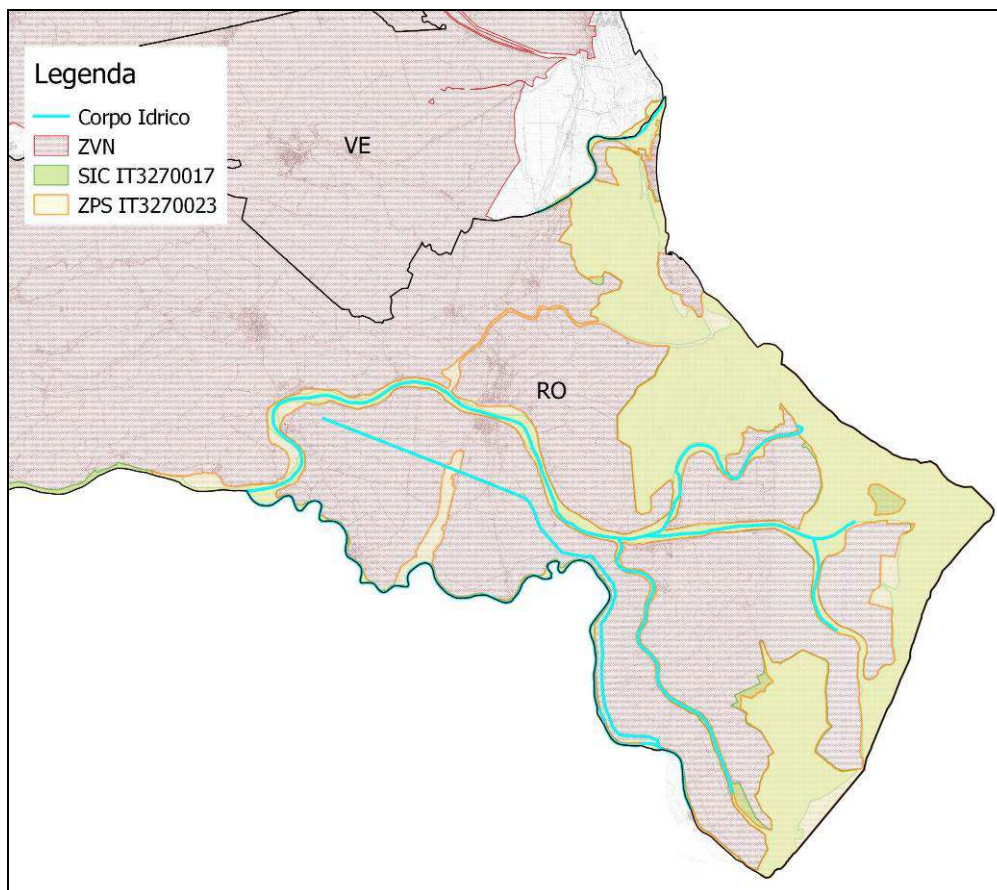 Legenda
Corpo Idrico
ZVN
SIC IT3270017
ZPS IT3270023
VE
RO